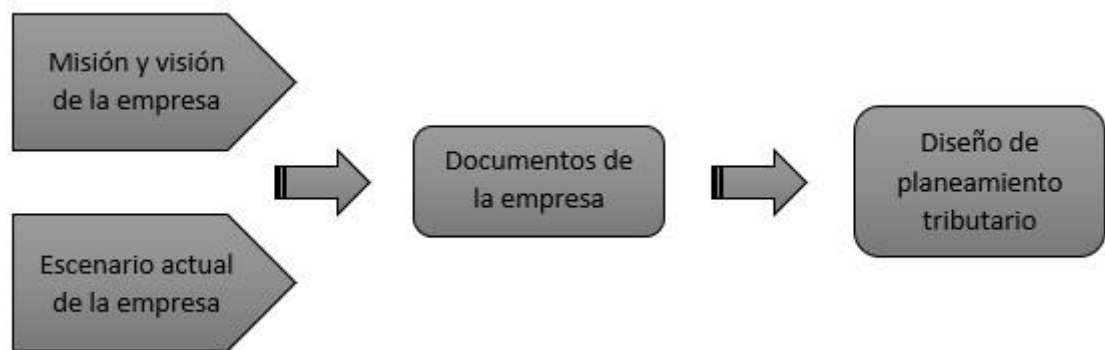 Misión y visión
de la empresa
Documentos de
la empresa
Diseño de
planeamiento
tributario
Escenario actual
de la empresa